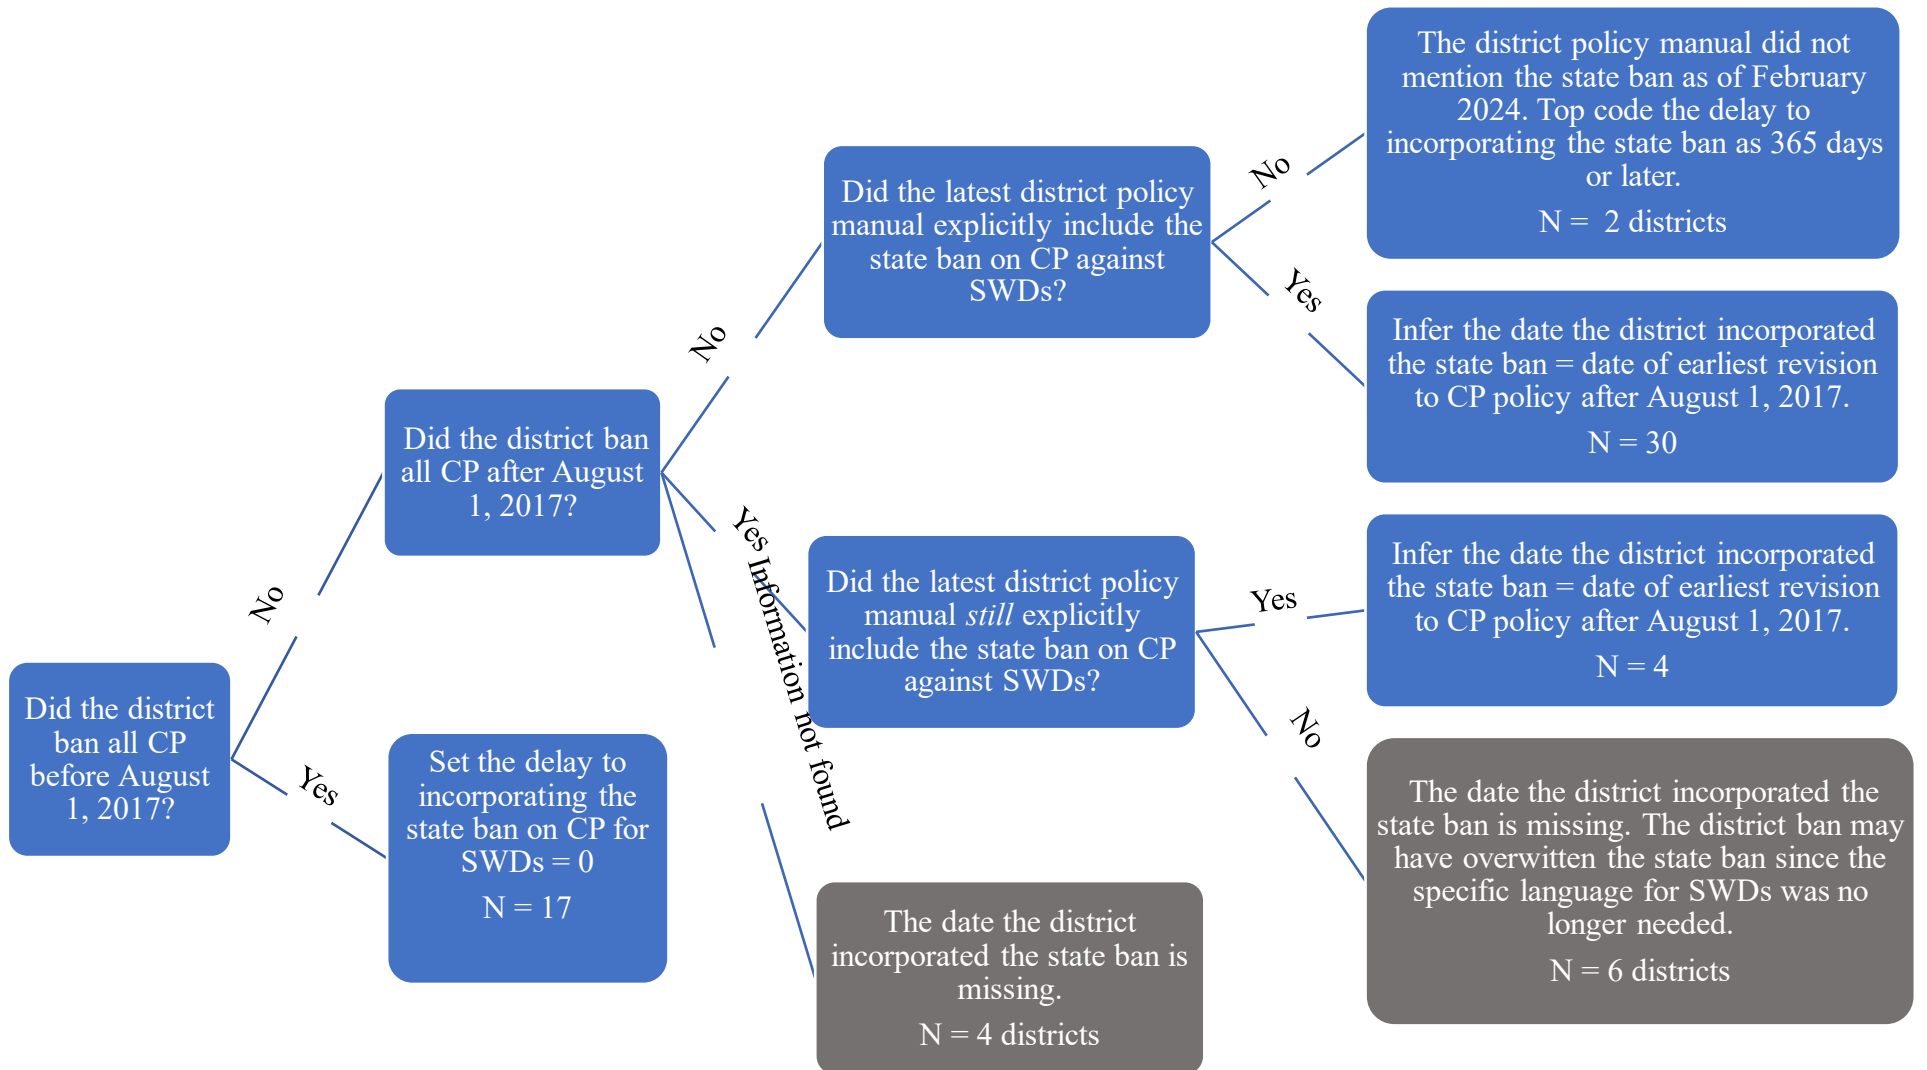 Did the district
ban all CP
before August
1, 2017?
No
Yes
Did the district ban
all CP after August
1, 2017?
Set the delay to
incorporating the
state ban on CP for
SWDs = 0
N = 17
No
Yes
Information not found
Did the latest district policy
manual explicitly include the
state ban on CP against
SWDs?
Did the latest district policy
manual still explicitly
include the state ban on CP
against SWDs?
The date the district
incorporated the state ban is
missing.
N = 4 districts
No
Yes
Yes
No
The district policy manual did not
mention the state ban as of February
2024. Top code the delay to
incorporating the state ban as 365 days
or later.
N =  2 districts
Infer the date the district incorporated
the state ban = date of earliest revision
to CP policy after August 1, 2017.
N = 30
Infer the date the district incorporated
the state ban = date of earliest revision
to CP policy after August 1, 2017.
N = 4
The date the district incorporated the
state ban is missing. The district ban may
have overwitten the state ban since the
specific language for SWDs was no
longer needed.
N = 6 districts